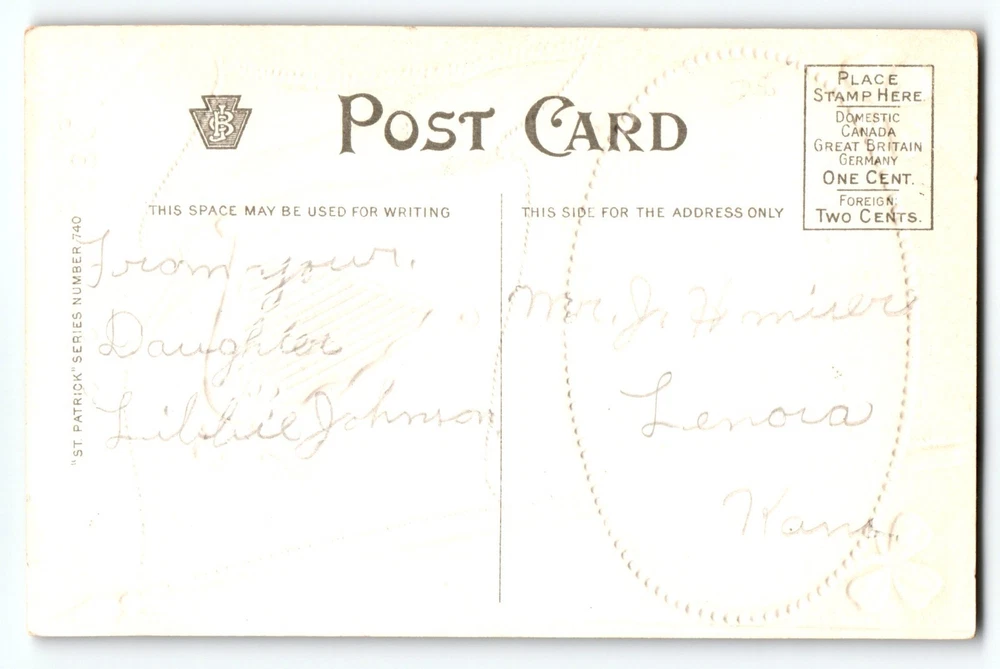 POST CARD
PLACE
STAMP HERE
DOMESTIC
CANADA
GREAT BRITAIN
GERMANY
ONE CENT.
FOREIGN,
TWO CENTS.
THIS SPACE MAY BE USED FOR WRITING
THIS SIDE FOR THE ADDRESS ONLY
"ST. PATRICK" SERIES NUMBER 740
From your.
Daughter
Libbie Johnson
Mr. J. H
Lenora
Kans.